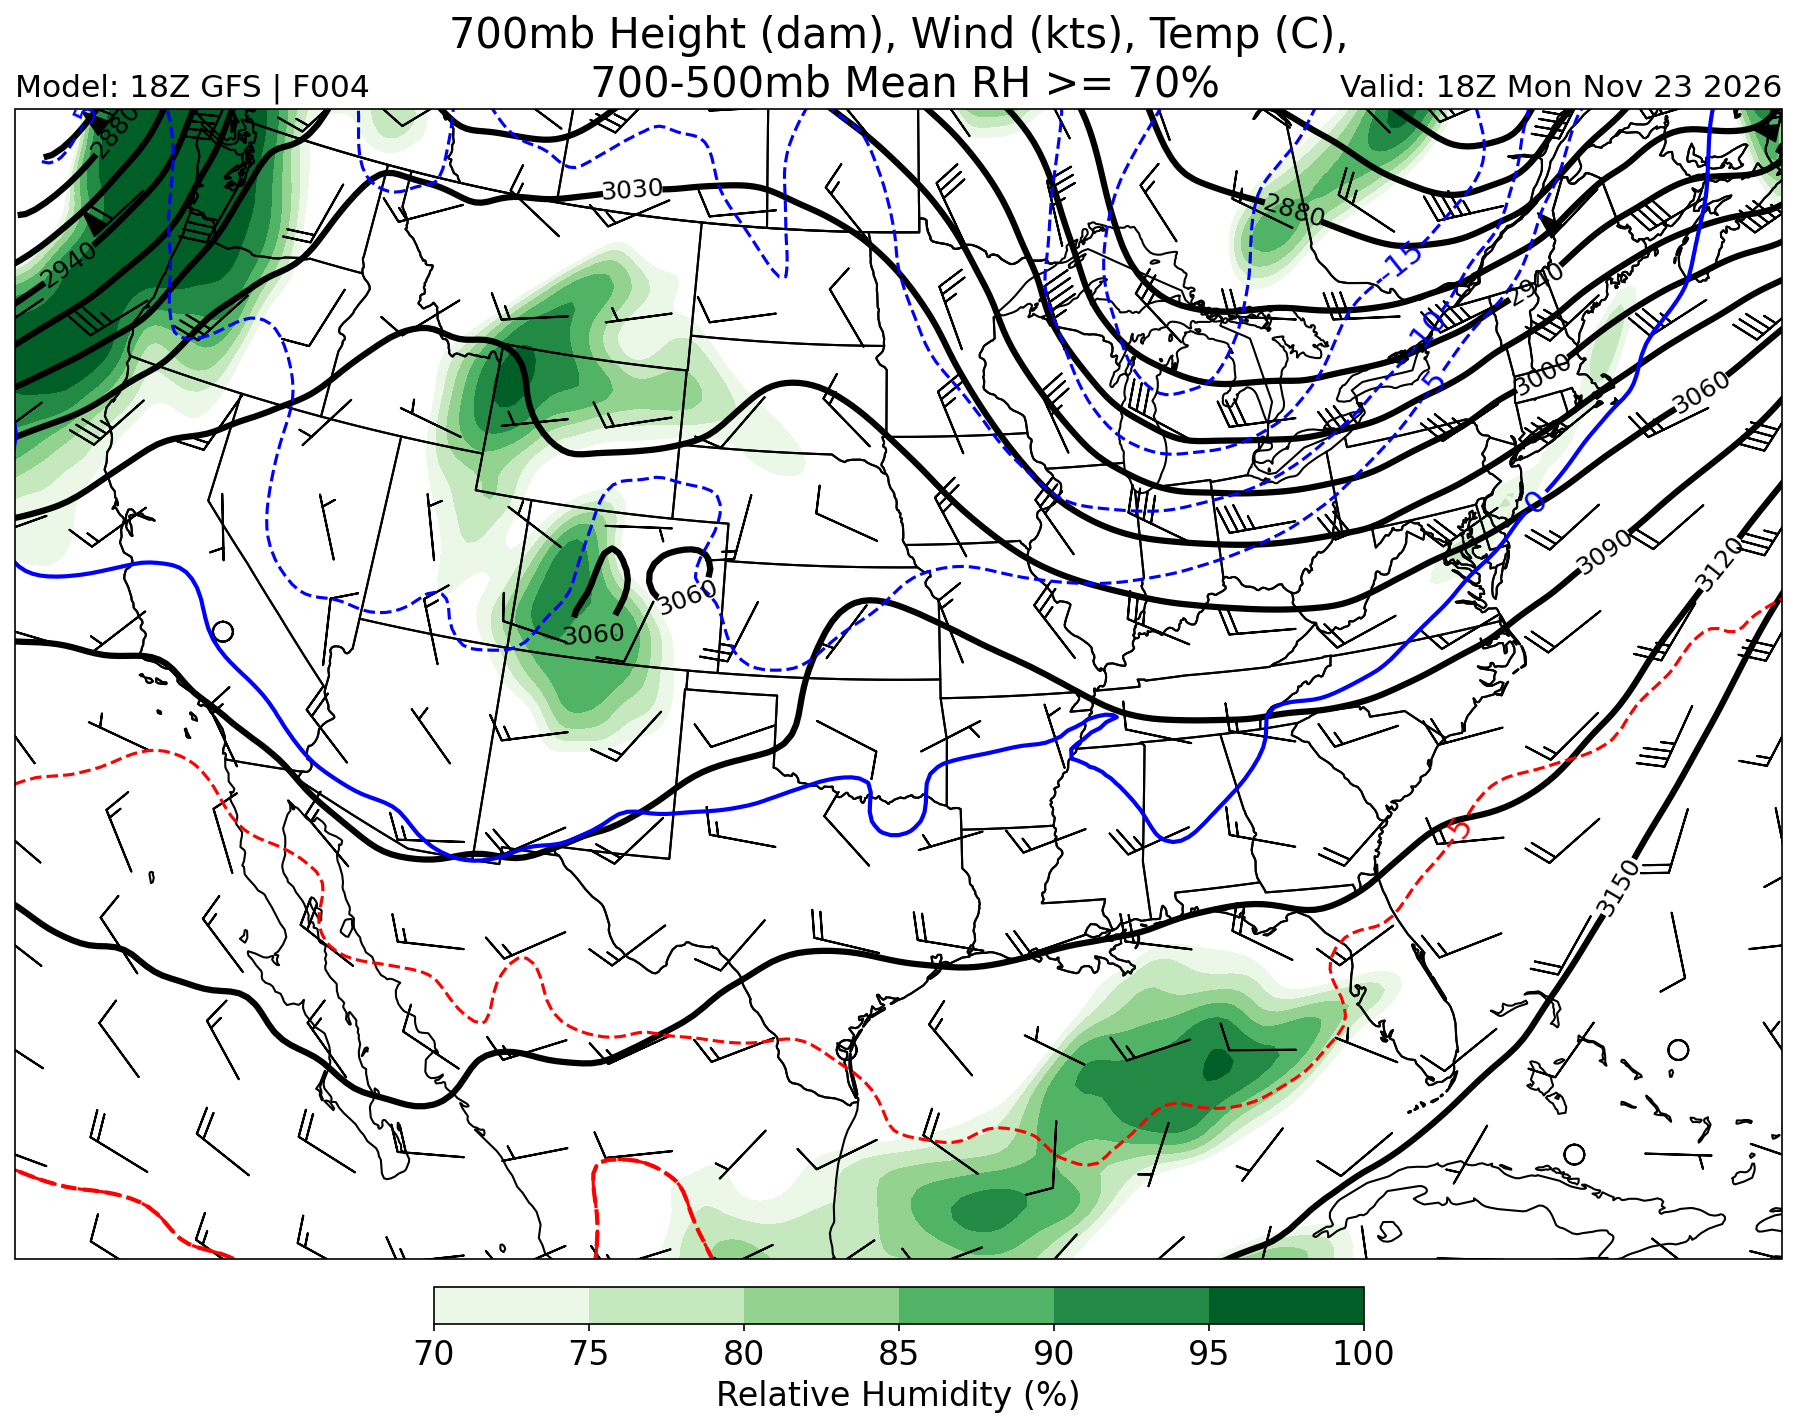 700mb Height (dam), Wind (kts), Temp (C),
700-500mb Mean RH >= 70%
Model: 18Z GFS | F004
Valid: 18Z Mon Nov 23 2026
2880
3030
2880
2940
-15
2940
-10
3000
3060
0
3090
3120
3060
3060
5
3150
70 75 80 85 90 95 100
Relative Humidity (%)